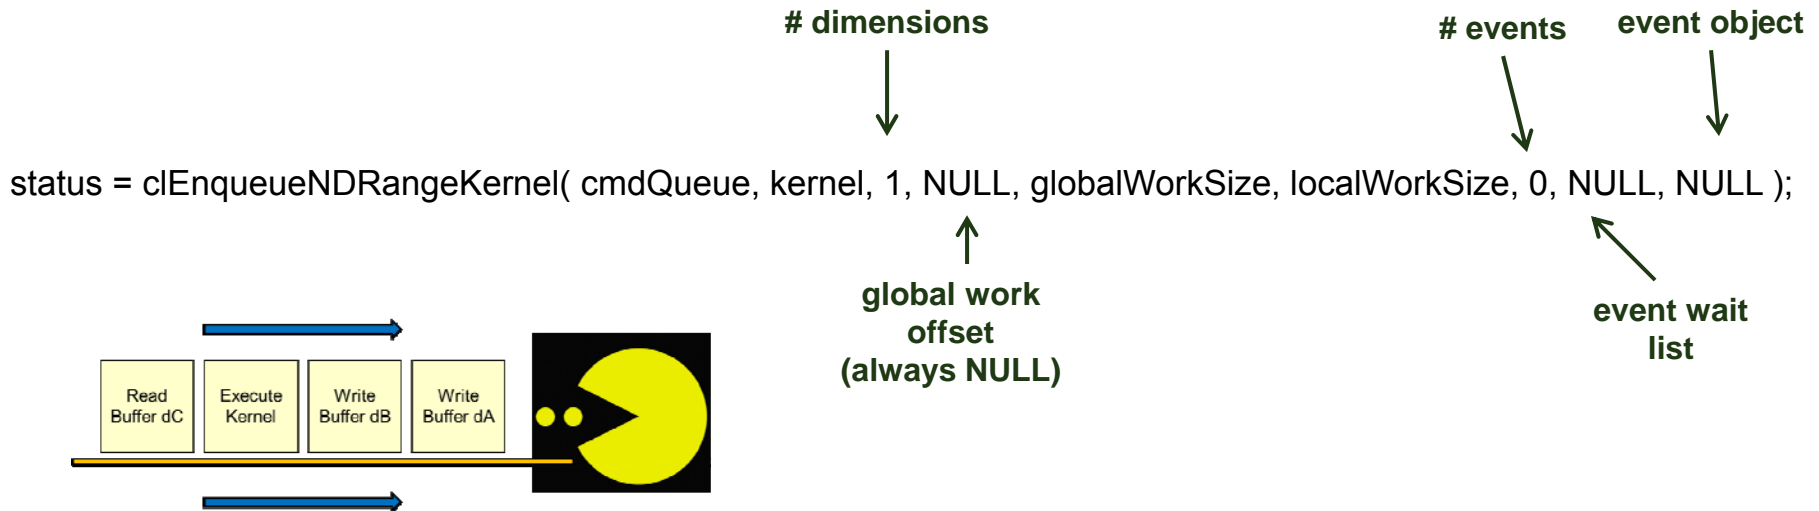 # dimensions
# events
event object
status = clEnqueueNDRangeKernel( cmdQueue, kernel, 1, NULL, globalWorkSize, localWorkSize, 0, NULL, NULL );
global work
offset
(always NULL)
event wait
list
Read
Buffer dC
Execute
Kernel
Write
Buffer dB
Write
Buffer dA